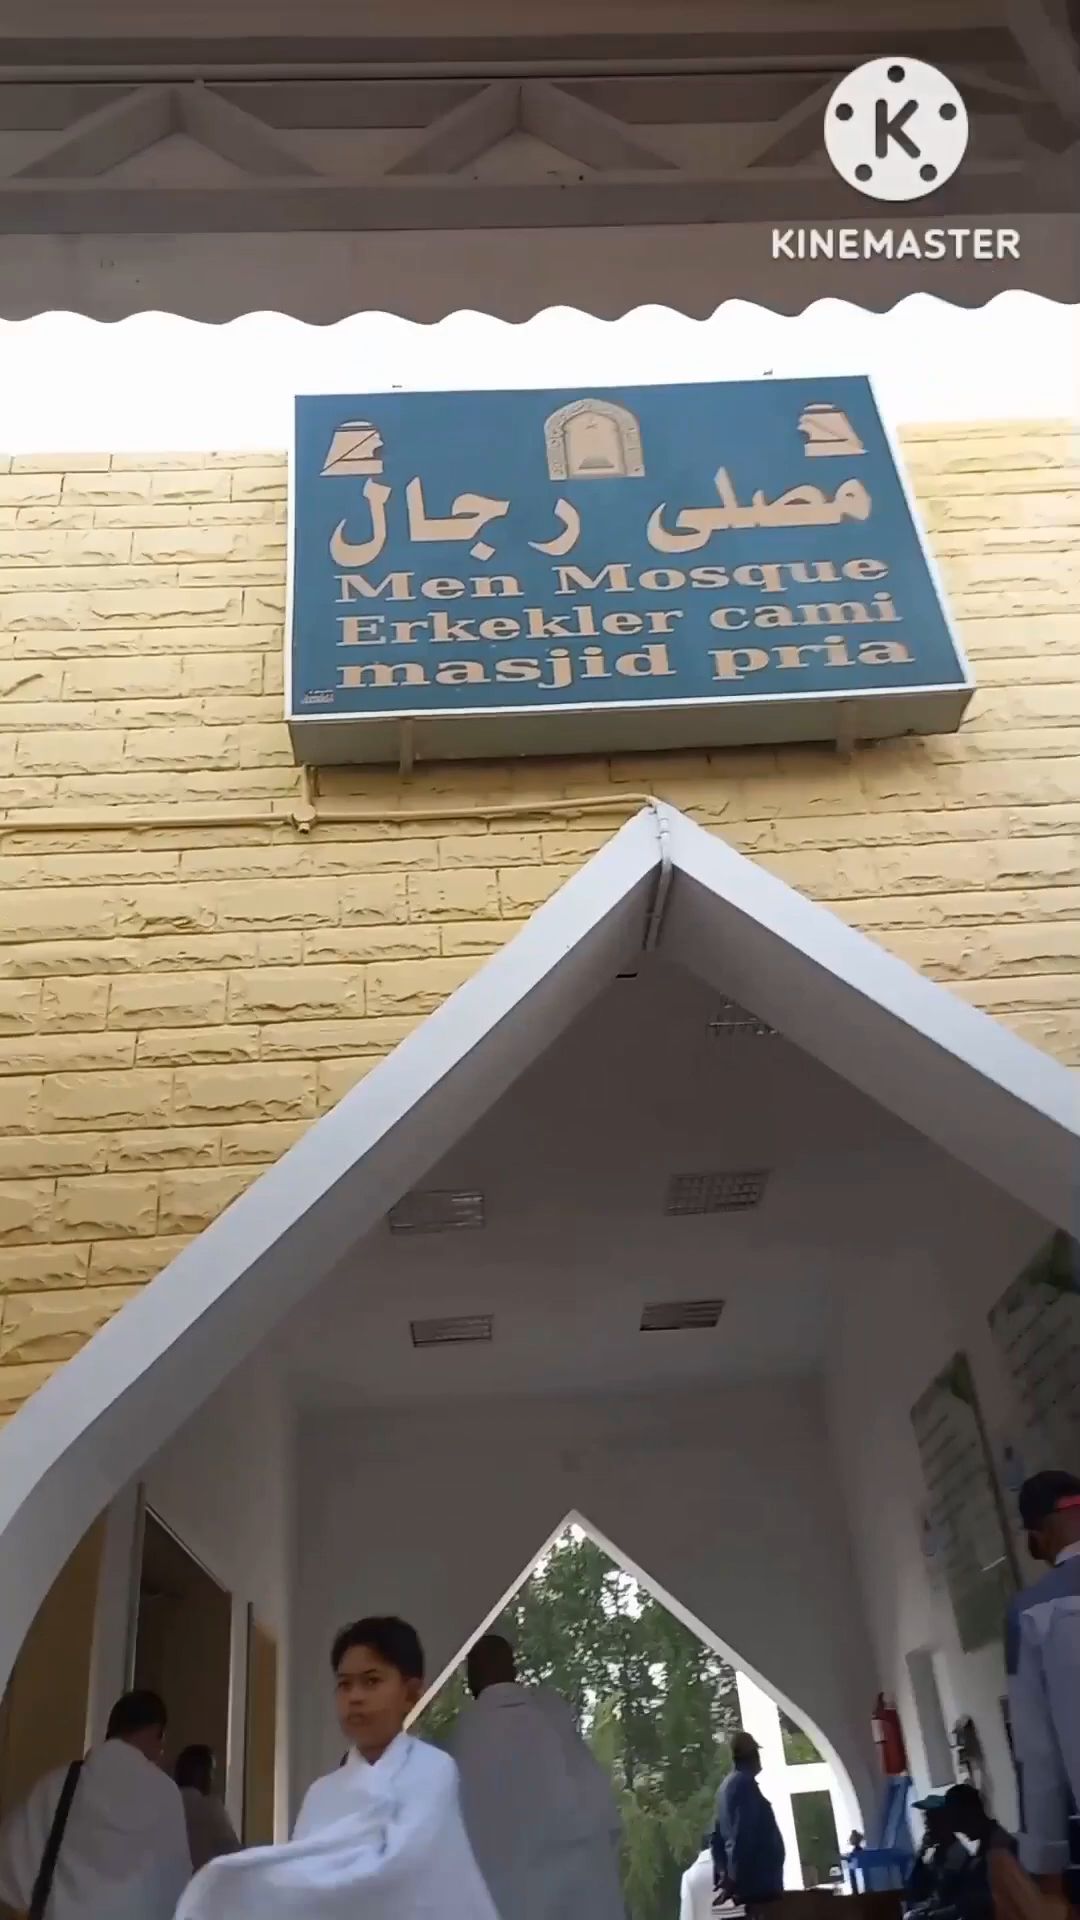 K
KINEMASTER
مصلى رجال
Men Mosque
Erkekler cami
masjid pria